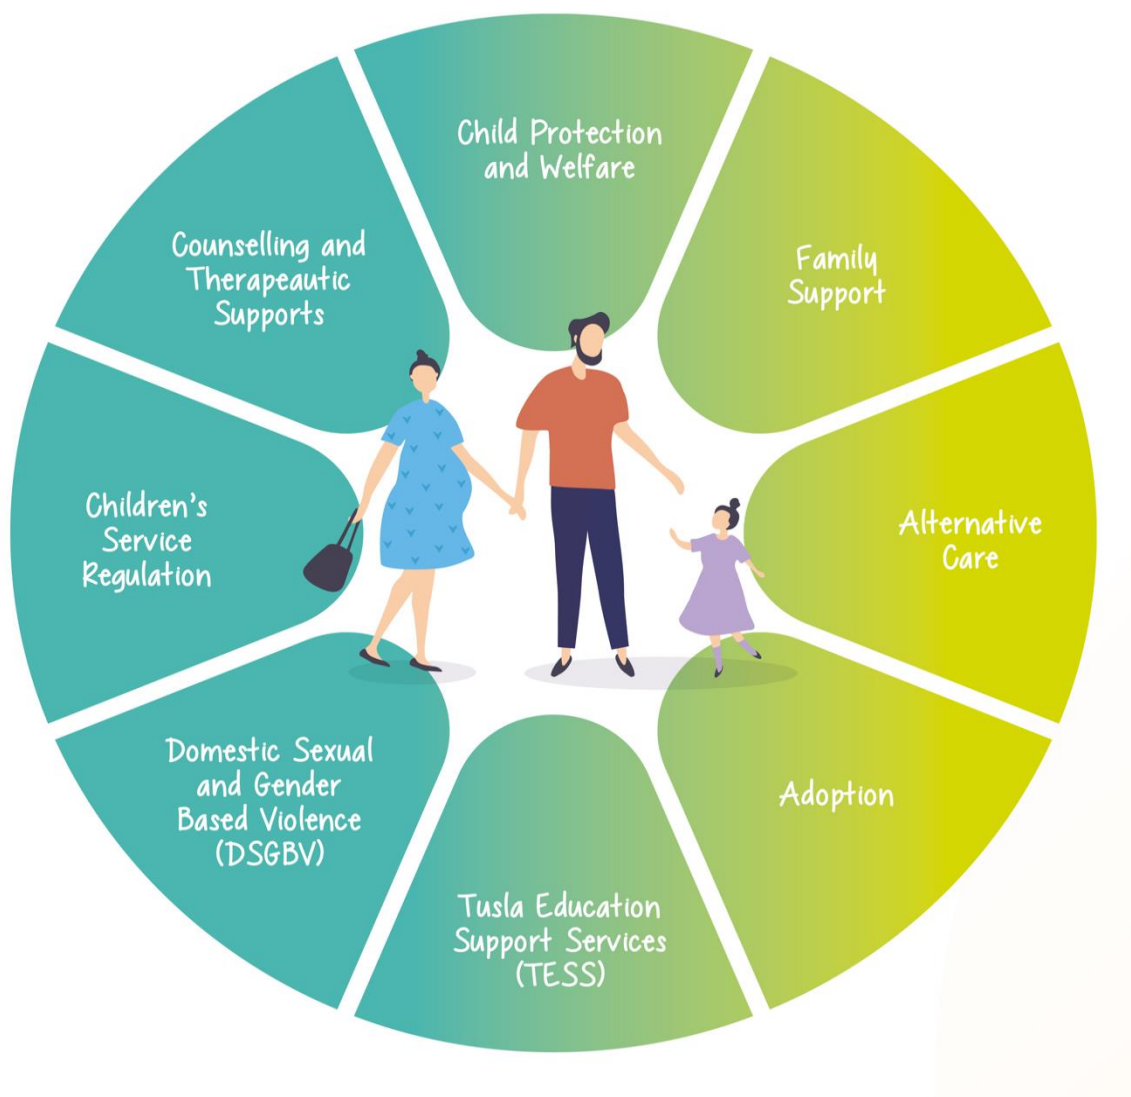 Child Protection
and Welfare
Family
Support
Alternative
Care
Adoption
Tusla Education
Support Services
(TESS)
Domestic Sexual
and Gender
Based Violence
(DSGBV)
Children's
Service
Regulation
Counselling and
Therapeautic
Supports